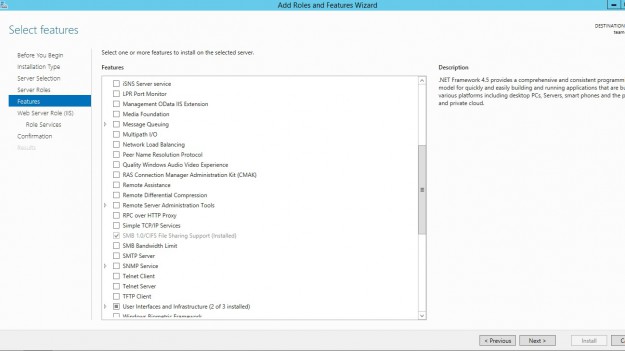 Add Roles and Features Wizard
Select features
DESTINATION
team
Before You Begin
Installation Type
Server Selection
Server Roles
Features
Web Server Role (IIS)
Role Services
Confirmation
Results
Select one or more features to install on the selected server.
Features
iSNS Server service
LPR Port Monitor
Management OData IIS Extension
Media Foundation
Message Queuing
Multipath I/O
Network Load Balancing
Peer Name Resolution Protocol
Quality Windows Audio Video Experience
RAS Connection Manager Administration Kit (CMAK)
Remote Assistance
Remote Differential Compression
Remote Server Administration Tools
RPC over HTTP Proxy
Simple TCP/IP Services
SMB 1.0/CIFS File Sharing Support (Installed)
SMB Bandwidth Limit
SMTP Server
SNMP Service
Telnet Client
Telnet Server
TFTP Client
User Interfaces and Infrastructure (2 of 3 installed)
Windows Biometric Framework
Description
.NET Framework 4.5 provides a comprehensive and consistent programm
model for quickly and easily building and running applications that are bu
various platforms including desktop PCs, Servers, smart phones and the p
and private cloud.
< Previous
Next >
Install